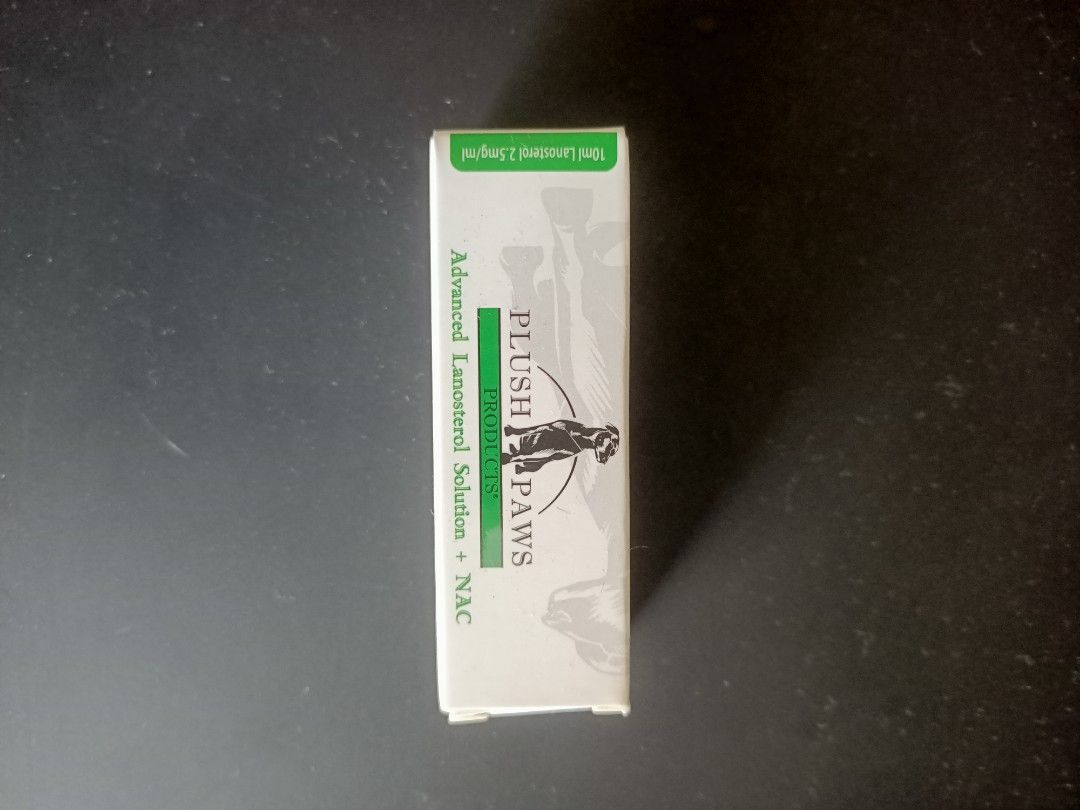 10ml Lanosterol 2.5mg/ml
PLUSH PAWS
PRODUCTS®
Advanced Lanosterol Solution + NAC